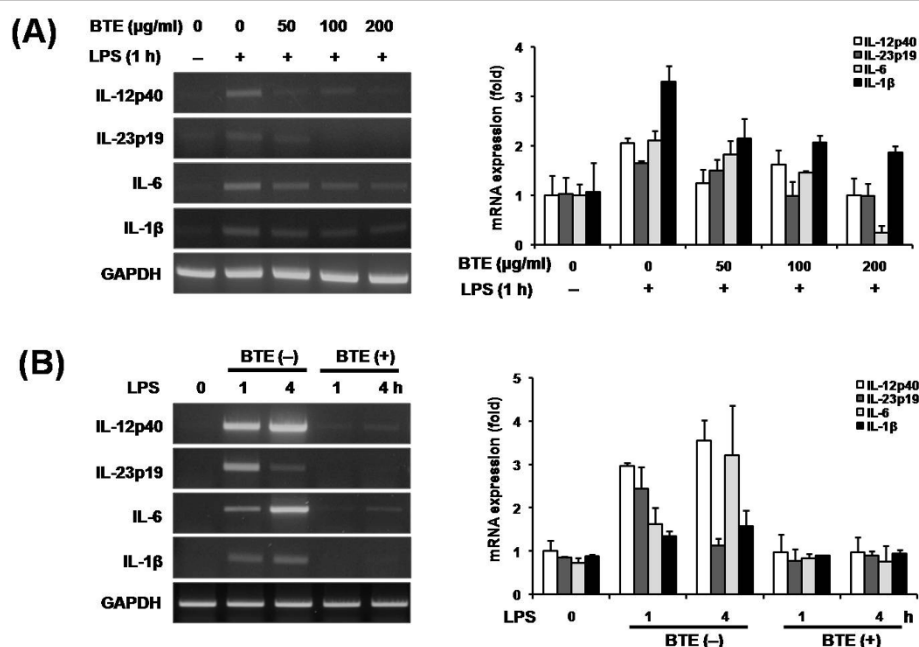 (A)
BTE (µg/ml) 0 0 50 100 200
LPS (1 h) – + + + +
IL-12p40
IL-23p19
IL-6
IL-1β
GAPDH
mRNA expression (fold)
4
3
2
1
0
IL-12p40
IL-23p19
IL-6
IL-1β
BTE (µg/ml) 0 0 50 100 200
LPS (1 h) – + + + +
(B)
BTE (–) BTE (+)
LPS 0 1 4 1 4 h
IL-12p40
IL-23p19
IL-6
IL-1β
GAPDH
mRNA expression (fold)
5
4
3
2
1
0
IL-12p40
IL-23p19
IL-6
IL-1β
LPS 0 1 4 1 4 h
BTE (–) BTE (+)